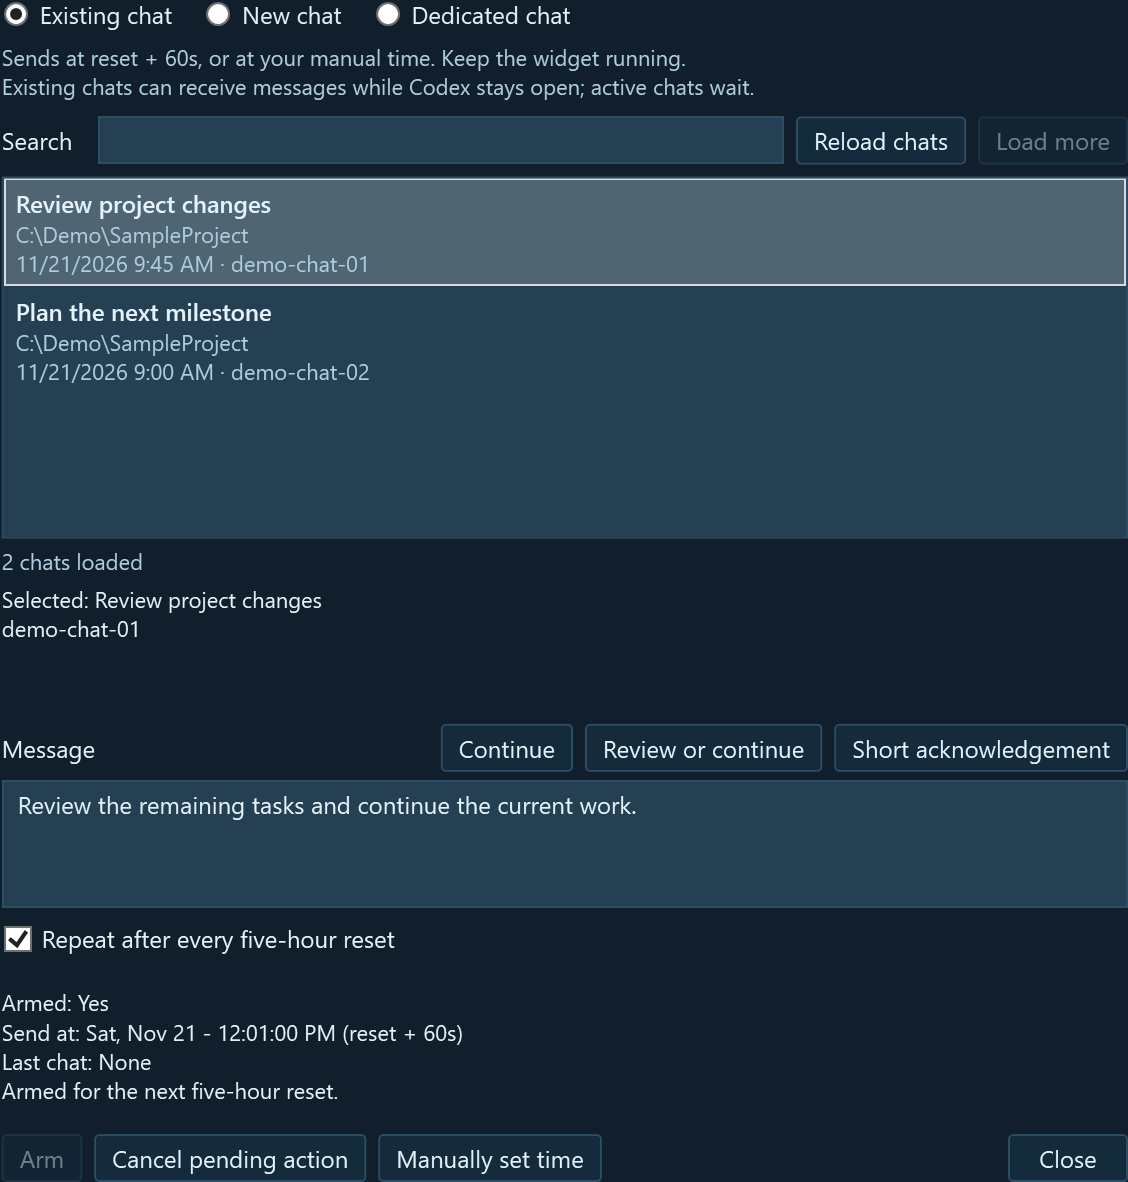 Existing chat New chat Dedicated chat
Sends at reset + 60s, or at your manual time. Keep the widget running.
Existing chats can receive messages while Codex stays open; active chats wait.
Search Reload chats Load more
Review project changes
C:\Demo\SampleProject
11/21/2026 9:45 AM · demo-chat-01
Plan the next milestone
C:\Demo\SampleProject
11/21/2026 9:00 AM · demo-chat-02
2 chats loaded
Selected: Review project changes
demo-chat-01
Message Continue Review or continue Short acknowledgement
Review the remaining tasks and continue the current work.
Repeat after every five-hour reset
Armed: Yes
Send at: Sat, Nov 21 - 12:01:00 PM (reset + 60s)
Last chat: None
Armed for the next five-hour reset.
Arm Cancel pending action Manually set time Close